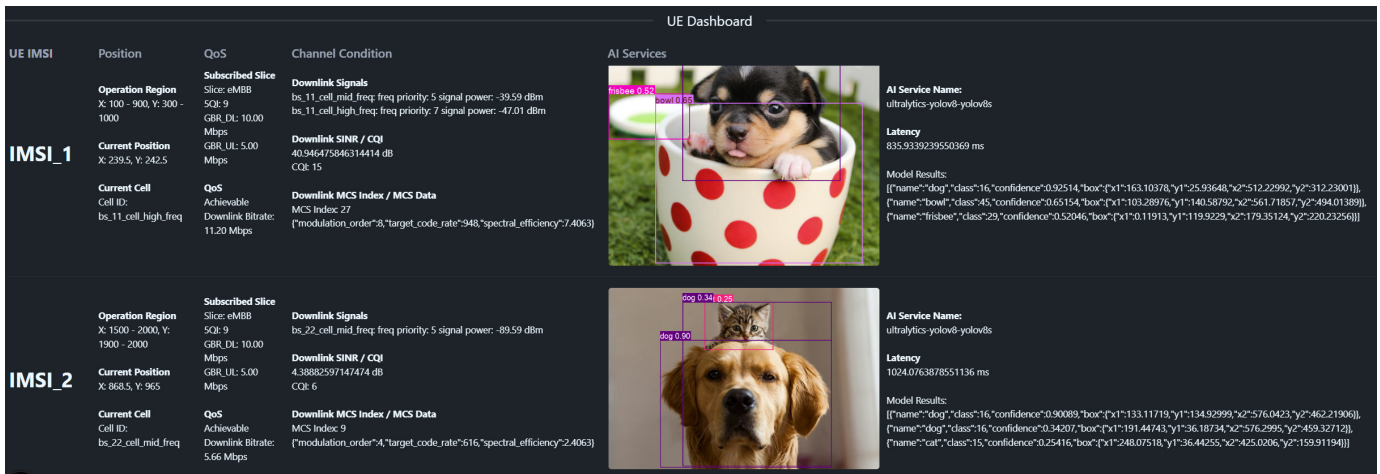 UE Dashboard
UE IMSI
Position
QoS
Channel Condition
AI Services
IMSI_1
Operation Region
X: 100 - 900, Y: 300 -
1000
Current Position
X: 239.5, Y: 242.5
Current Cell
Cell ID:
bs_11_cell_high_freq
Subscribed Slice
Slice: eMBB
5QI: 9
GBR_DL: 10.00
Mbps
GBR_UL: 5.00
Mbps
QoS
Achievable
Downlink Bitrate:
11.20 Mbps
Downlink Signals
bs_11_cell_mid_freq: freq priority: 5 signal power: -39.59 dBm
bs_11_cell_high_freq: freq priority: 7 signal power: -47.01 dBm
Downlink SINR / CQI
40.946475846314414 dB
CQI: 15
Downlink MCS Index / MCS Data
MCS Index: 27
{"modulation_order":8,"target_code_rate":948,"spectral_efficiency":7.4063}
frisbee 0.52
bowl 0.65
AI Service Name:
ultralytics-yolov8-yolov8s
Latency
835.9339239550369 ms
Model Results:
[{"name":"dog","class":16,"confidence":0.92514,"box":{"x1":163.10378,"y1":25.93648,"x2":512.22992,"y2":312.23001}},
{"name":"bowl","class":45,"confidence":0.65154,"box":{"x1":103.28976,"y1":140.58792,"x2":561.71857,"y2":494.01389}},
{"name":"frisbee","class":29,"confidence":0.52046,"box":{"x1":0.11913,"y1":119.9229,"x2":179.35124,"y2":220.23256}}]
IMSI_2
Operation Region
X: 1500 - 2000, Y:
1900 - 2000
Current Position
X: 868.5, Y: 965
Current Cell
Cell ID:
bs_22_cell_mid_freq
Subscribed Slice
Slice: eMBB
5QI: 9
GBR_DL: 10.00
Mbps
GBR_UL: 5.00
Mbps
QoS
Achievable
Downlink Bitrate:
5.66 Mbps
Downlink Signals
bs_22_cell_mid_freq: freq priority: 5 signal power: -89.59 dBm
Downlink SINR / CQI
4.38882597147474 dB
CQI: 6
Downlink MCS Index / MCS Data
MCS Index: 9
{"modulation_order":4,"target_code_rate":616,"spectral_efficiency":2.4063}
dog 0.34
0.25
dog 0.90
AI Service Name:
ultralytics-yolov8-yolov8s
Latency
1024.0763878551136 ms
Model Results:
[{"name":"dog","class":16,"confidence":0.90089,"box":{"x1":133.11719,"y1":134.92999,"x2":576.0423,"y2":462.21906}},
{"name":"dog","class":16,"confidence":0.34207,"box":{"x1":191.44743,"y1":36.18734,"x2":576.2995,"y2":459.32712}},
{"name":"cat","class":15,"confidence":0.25416,"box":{"x1":248.07518,"y1":36.44255,"x2":425.0206,"y2":159.91194}}]